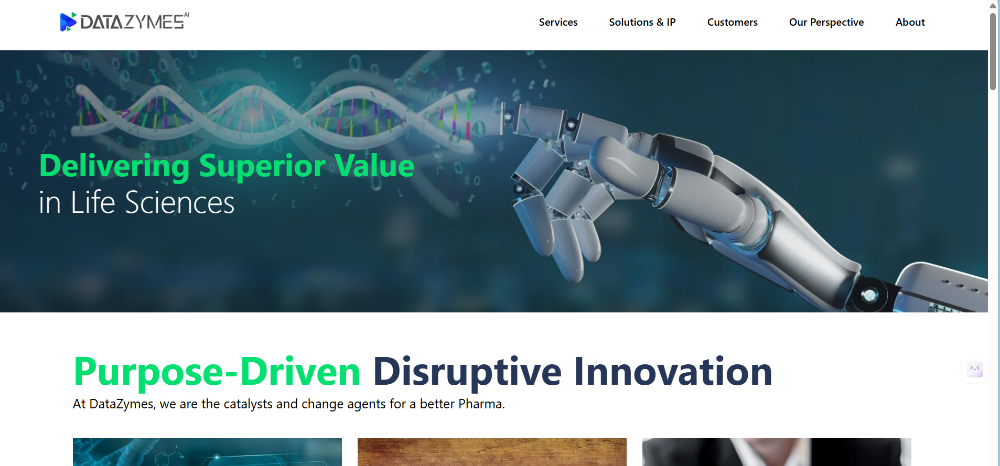 DATAZYMES AI
Services
Solutions & IP
Customers
Our Perspective
About
Delivering Superior Value
in Life Sciences
Purpose-Driven Disruptive Innovation
At DataZymes, we are the catalysts and change agents for a better Pharma.
OH